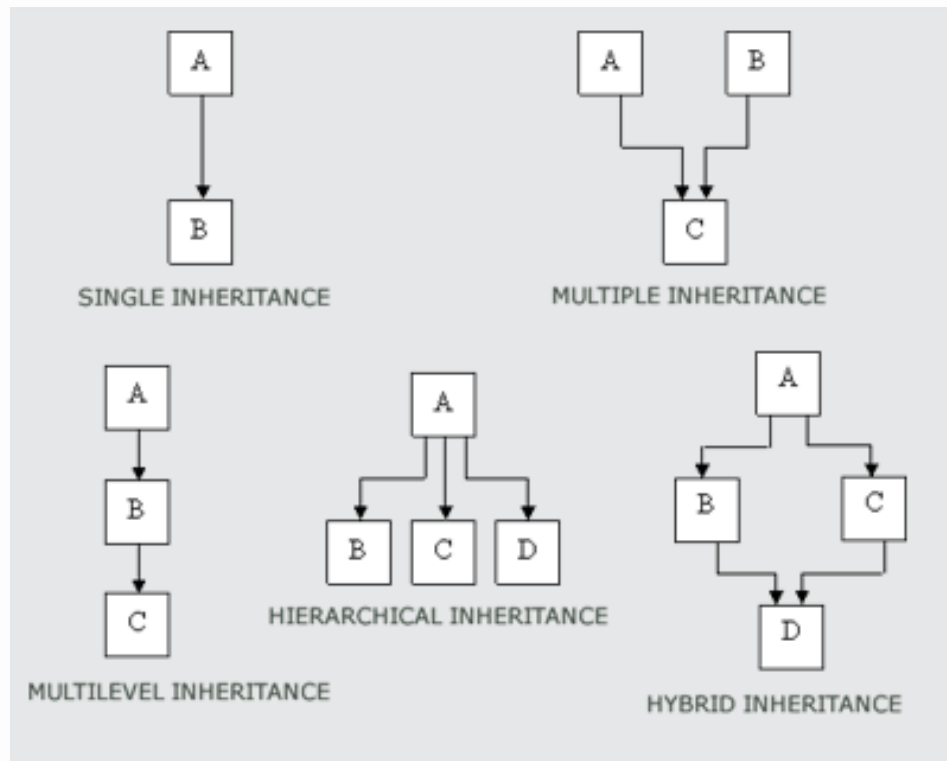 A
B
SINGLE INHERITANCE
A B
C
MULTIPLE INHERITANCE
A
B
C
MULTILEVEL INHERITANCE
A
B C D
HIERARCHICAL INHERITANCE
A
B C
D
HYBRID INHERITANCE